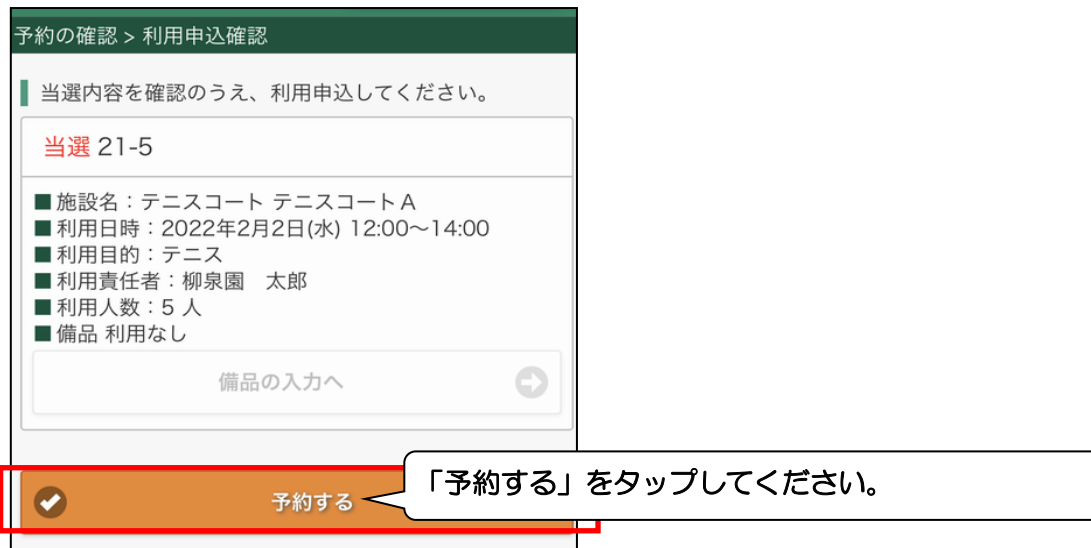 予約の確認 > 利用申込確認
当選内容を確認のうえ、利用申込してください。
当選 21-5
■施設名：テニスコート テニスコートＡ
■利用日時：2022年2月2日(水) 12:00～14:00
■利用目的：テニス
■利用責任者：柳泉園　太郎
■利用人数：5 人
■備品 利用なし
備品の入力へ
予約する
「予約する」をタップしてください。